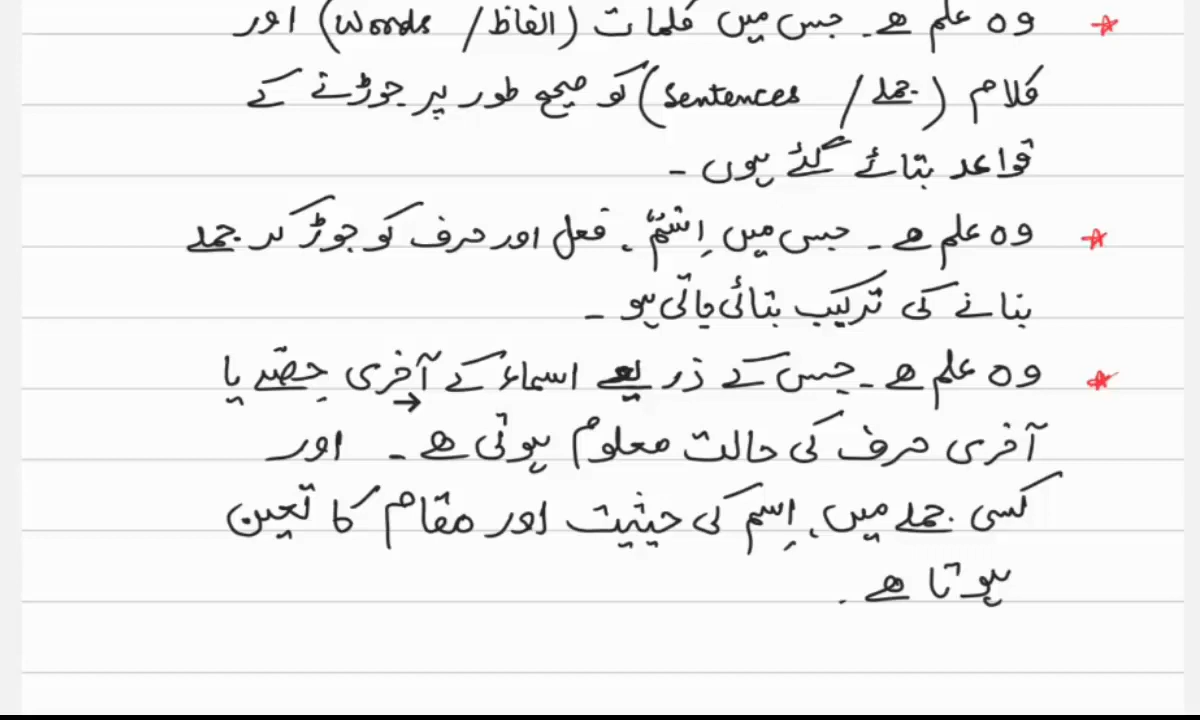 ٭ وہ علم ہے۔ جس میں کلمات (الفاظ / Words) اور
کلام (جملے / Sentences) کو صحیح طور پر جوڑنے کے
قواعد بتائے گئے ہوں ۔
٭ وہ علم ہے۔ جس میں اِسْمٌ، فعل اور حرف کو جوڑ کر جملے
بنانے کی ترکیب بتائی جاتی ہو ۔
٭ وہ علم ہے۔ جس کے ذریعے اسماء کے آخری حِصّے یا
آخری حرف کی حالت معلوم ہوتی ہے ۔ اور
کسی جملے میں، اِسم کی حیثیت اور مقام کا تعین
ہوتا ہے ۔